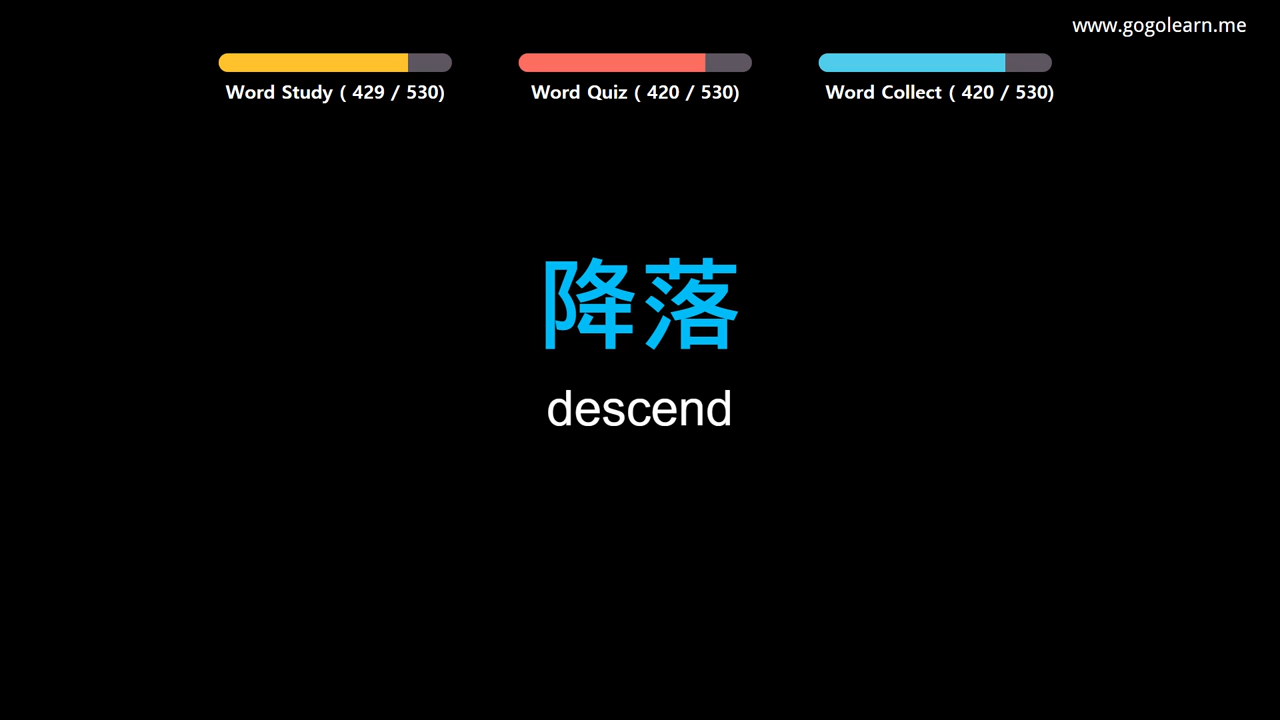 www.gogolearn.me
Word Study ( 429 / 530)
Word Quiz ( 420 / 530)
Word Collect ( 420 / 530)
降落
descend